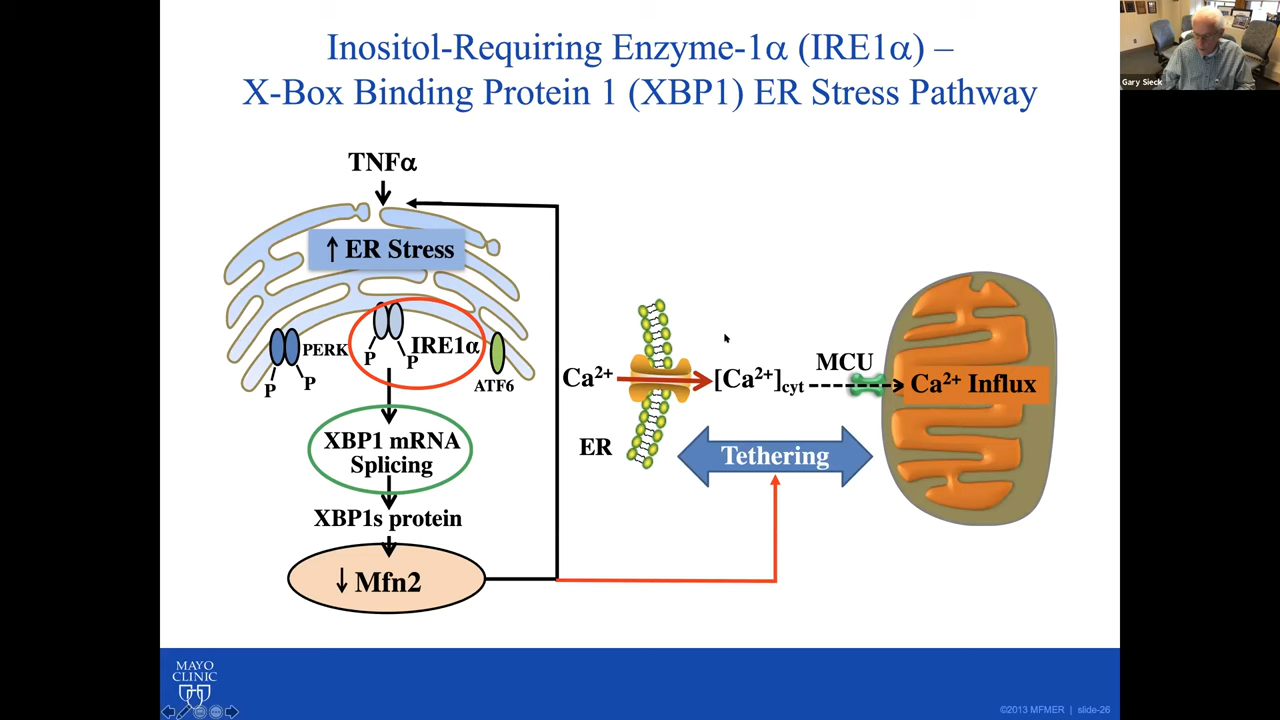 Inositol-Requiring Enzyme-1α (IRE1α) –
X-Box Binding Protein 1 (XBP1) ER Stress Pathway
Gary Sieck
TNFα
↑ ER Stress
PERK
P
P
IRE1α
P
P
ATF6
XBP1 mRNA
Splicing
XBP1s protein
↓ Mfn2
Ca²⁺
ER
[Ca²⁺]cyt
MCU
Ca²⁺ Influx
Tethering
MAYO
CLINIC
©2013 MFMER | slide-26